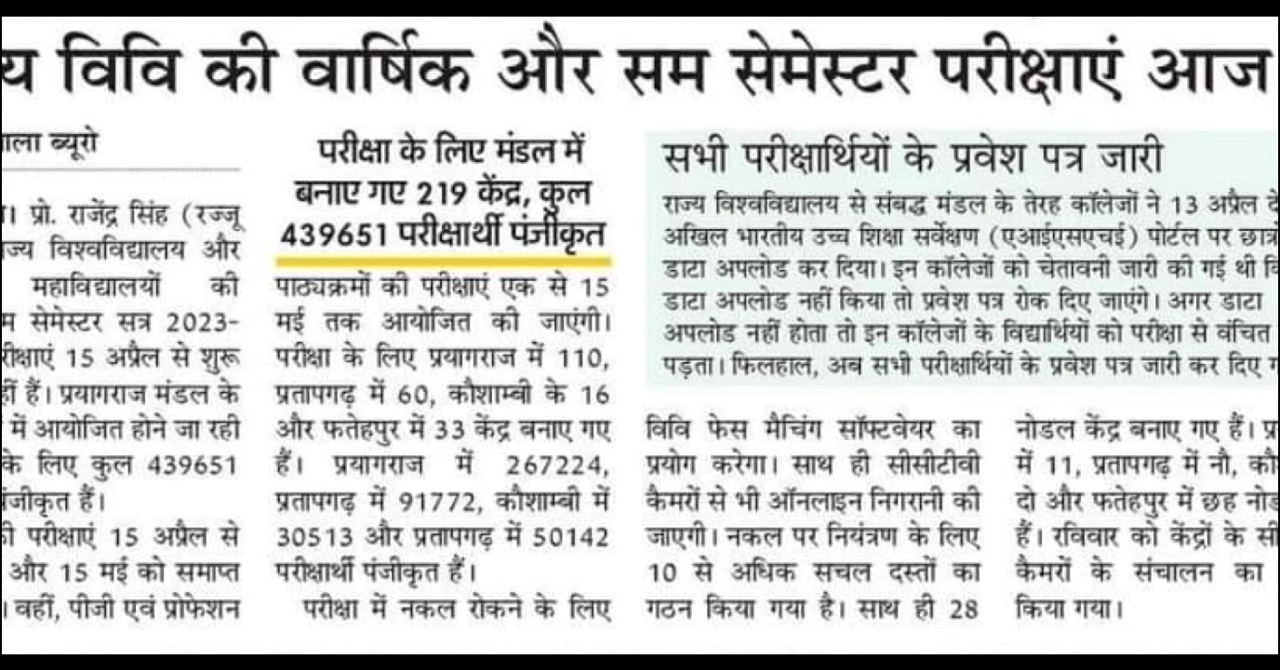 य विवि की वार्षिक और सम सेमेस्टर परीक्षाएं आज
ाला ब्यूरो
। प्रो. राजेंद्र सिंह (रज्जू
ज्य विश्वविद्यालय और
महाविद्यालयों की
म सेमेस्टर सत्र 2023-
रीक्षाएं 15 अप्रैल से शुरू
हीं हैं। प्रयागराज मंडल के
में आयोजित होने जा रही
के लिए कुल 439651
पंजीकृत हैं।
की परीक्षाएं 15 अप्रैल से
और 15 मई को समाप्त
। वहीं, पीजी एवं प्रोफेशन
परीक्षा के लिए मंडल में
बनाए गए 219 केंद्र, कुल
439651 परीक्षार्थी पंजीकृत
पाठ्यक्रमों की परीक्षाएं एक से 15
मई तक आयोजित की जाएंगी।
परीक्षा के लिए प्रयागराज में 110,
प्रतापगढ़ में 60, कौशाम्बी के 16
और फतेहपुर में 33 केंद्र बनाए गए
हैं। प्रयागराज में 267224,
प्रतापगढ़ में 91772, कौशाम्बी में
30513 और प्रतापगढ़ में 50142
परीक्षार्थी पंजीकृत हैं।
परीक्षा में नकल रोकने के लिए
सभी परीक्षार्थियों के प्रवेश पत्र जारी
राज्य विश्वविद्यालय से संबद्ध मंडल के तेरह कॉलेजों ने 13 अप्रैल दे
अखिल भारतीय उच्च शिक्षा सर्वेक्षण (एआईएसएचई) पोर्टल पर छात्र
डाटा अपलोड कर दिया। इन कॉलेजों को चेतावनी जारी की गई थी कि
डाटा अपलोड नहीं किया तो प्रवेश पत्र रोक दिए जाएंगे। अगर डाटा
अपलोड नहीं होता तो इन कॉलेजों के विद्यार्थियों को परीक्षा से वंचित
पड़ता। फिलहाल, अब सभी परीक्षार्थियों के प्रवेश पत्र जारी कर दिए ग
विवि फेस मैचिंग सॉफ्टवेयर का
प्रयोग करेगा। साथ ही सीसीटीवी
कैमरों से भी ऑनलाइन निगरानी की
जाएगी। नकल पर नियंत्रण के लिए
10 से अधिक सचल दस्तों का
गठन किया गया है। साथ ही 28
नोडल केंद्र बनाए गए हैं। प्र
में 11, प्रतापगढ़ में नौ, कौ
दो और फतेहपुर में छह नोड
हैं। रविवार को केंद्रों के सी
कैमरों के संचालन का
किया गया।